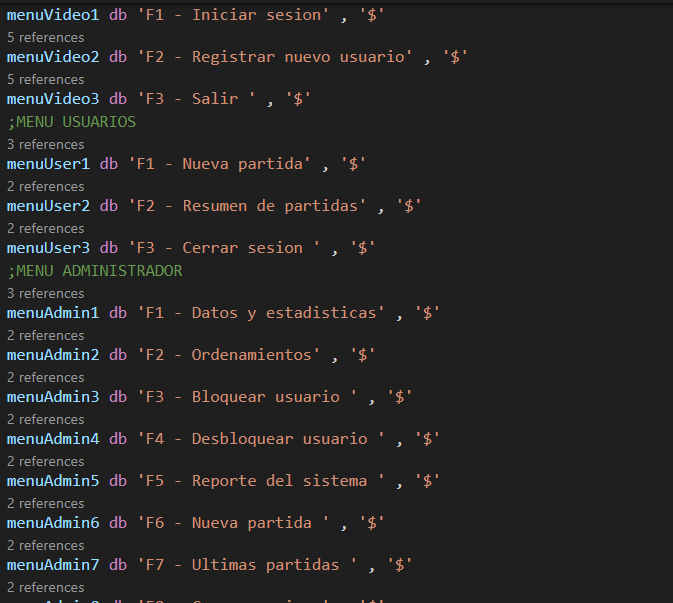 menuVideo1 db 'F1 - Iniciar sesion' , '$'
5 references
menuVideo2 db 'F2 - Registrar nuevo usuario' , '$'
5 references
menuVideo3 db 'F3 - Salir ' , '$'
;MENU USUARIOS
3 references
menuUser1 db 'F1 - Nueva partida' , '$'
2 references
menuUser2 db 'F2 - Resumen de partidas' , '$'
2 references
menuUser3 db 'F3 - Cerrar sesion ' , '$'
;MENU ADMINISTRADOR
3 references
menuAdmin1 db 'F1 - Datos y estadisticas' , '$'
2 references
menuAdmin2 db 'F2 - Ordenamientos' , '$'
2 references
menuAdmin3 db 'F3 - Bloquear usuario ' , '$'
2 references
menuAdmin4 db 'F4 - Desbloquear usuario ' , '$'
2 references
menuAdmin5 db 'F5 - Reporte del sistema ' , '$'
2 references
menuAdmin6 db 'F6 - Nueva partida ' , '$'
2 references
menuAdmin7 db 'F7 - Ultimas partidas ' , '$'
2 references